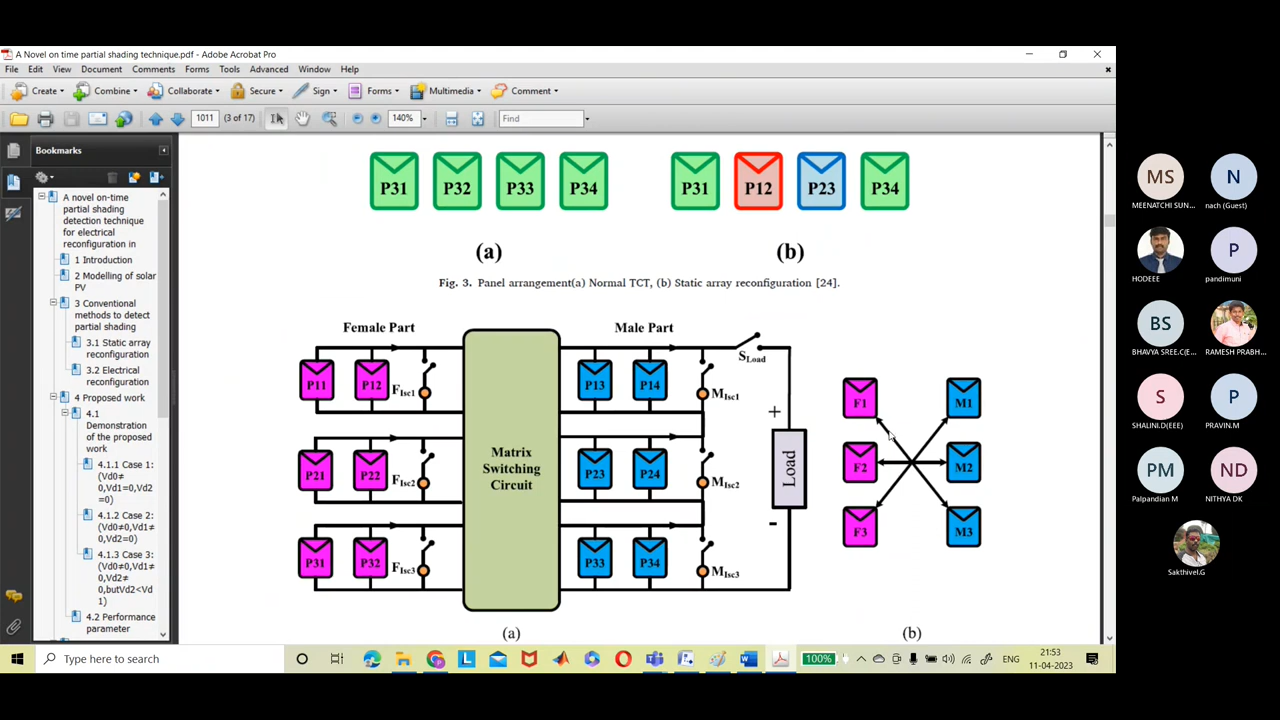 A Novel on time partial shading technique.pdf - Adobe Acrobat Pro
File Edit View Document Comments Forms Tools Advanced Window Help
Create Combine Collaborate Secure Sign Forms Multimedia Comment
1011 (3 of 17) 140% Find
Bookmarks
A novel on-time
partial shading
detection technique
for electrical
reconfiguration in
1 Introduction
2 Modelling of solar
PV
3 Conventional
methods to detect
partial shading
3.1 Static array
reconfiguration
3.2 Electrical
reconfiguration
4 Proposed work
4.1
Demonstration of
the proposed
work
4.1.1 Case 1:
(Vd0≠
0,Vd1=0,Vd2
=0)
4.1.2 Case 2:
(Vd0≠0,Vd1≠
0,Vd2=0)
4.1.3 Case 3:
(Vd0≠0,Vd1≠
0,Vd2≠
0,butVd2<Vd
1)
4.2 Performance
parameter
P31 P32 P33 P34 P31 P12 P23 P34
(a) (b)
Fig. 3. Panel arrangement(a) Normal TCT, (b) Static array reconfiguration [24].
Female Part Male Part
SLoad
P11 P12 FIsc1 P13 P14 MIsc1
P21 P22 FIsc2 P23 P24 MIsc2
P31 P32 FIsc3 P33 P34 MIsc3
Matrix
Switching
Circuit
+
Load
-
F1 M1
F2 M2
F3 M3
(a) (b)
MS N
MEENATCHI SUN... nach (Guest)
P
HODEEE pandimuni
BS
BHAVYA SREE.C(E... RAMESH PRABH...
S P
SHALINI.D(EEE) PRAVIN.M
PM ND
Palpandian M NITHYA DK
Sakthivel.G
Type here to search
100% ENG 21:53
11-04-2023